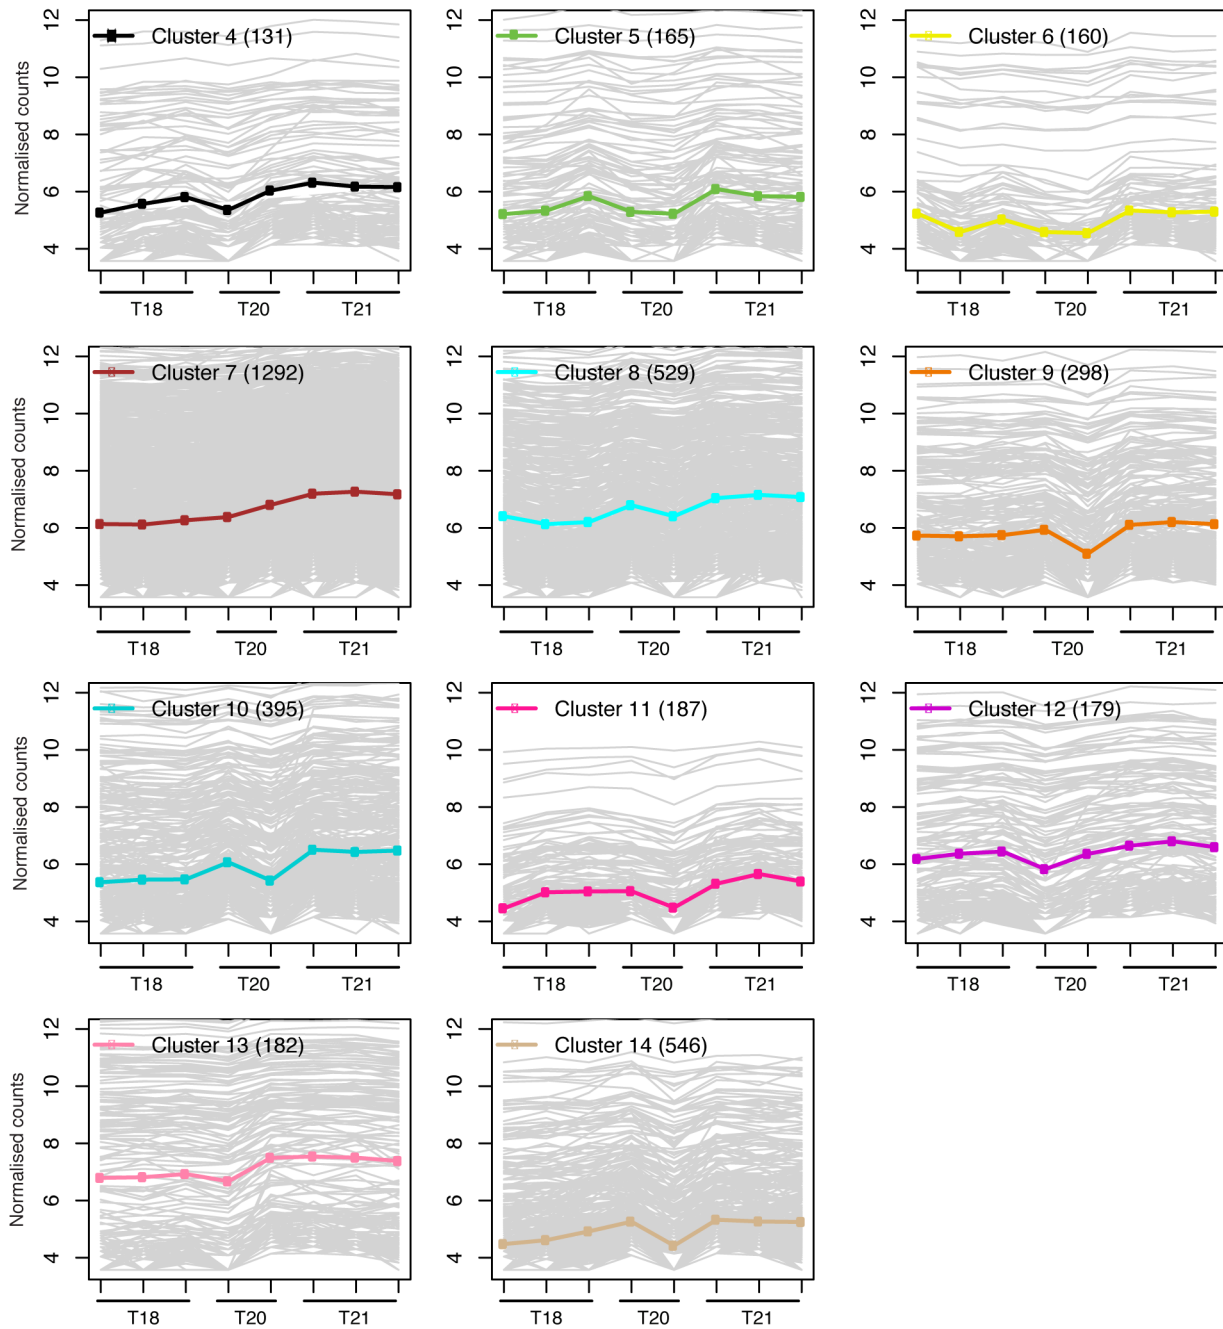 Normalised counts
12
10
8
6
4
Cluster 4 (131)
T18
T20
T21
12
10
8
6
4
Cluster 5 (165)
T18
T20
T21
12
10
8
6
4
Cluster 6 (160)
T18
T20
T21
Normalised counts
12
10
8
6
4
Cluster 7 (1292)
T18
T20
T21
12
10
8
6
4
Cluster 8 (529)
T18
T20
T21
12
10
8
6
4
Cluster 9 (298)
T18
T20
T21
Normalised counts
12
10
8
6
4
Cluster 10 (395)
T18
T20
T21
12
10
8
6
4
Cluster 11 (187)
T18
T20
T21
12
10
8
6
4
Cluster 12 (179)
T18
T20
T21
Normalised counts
12
10
8
6
4
Cluster 13 (182)
T18
T20
T21
12
10
8
6
4
Cluster 14 (546)
T18
T20
T21